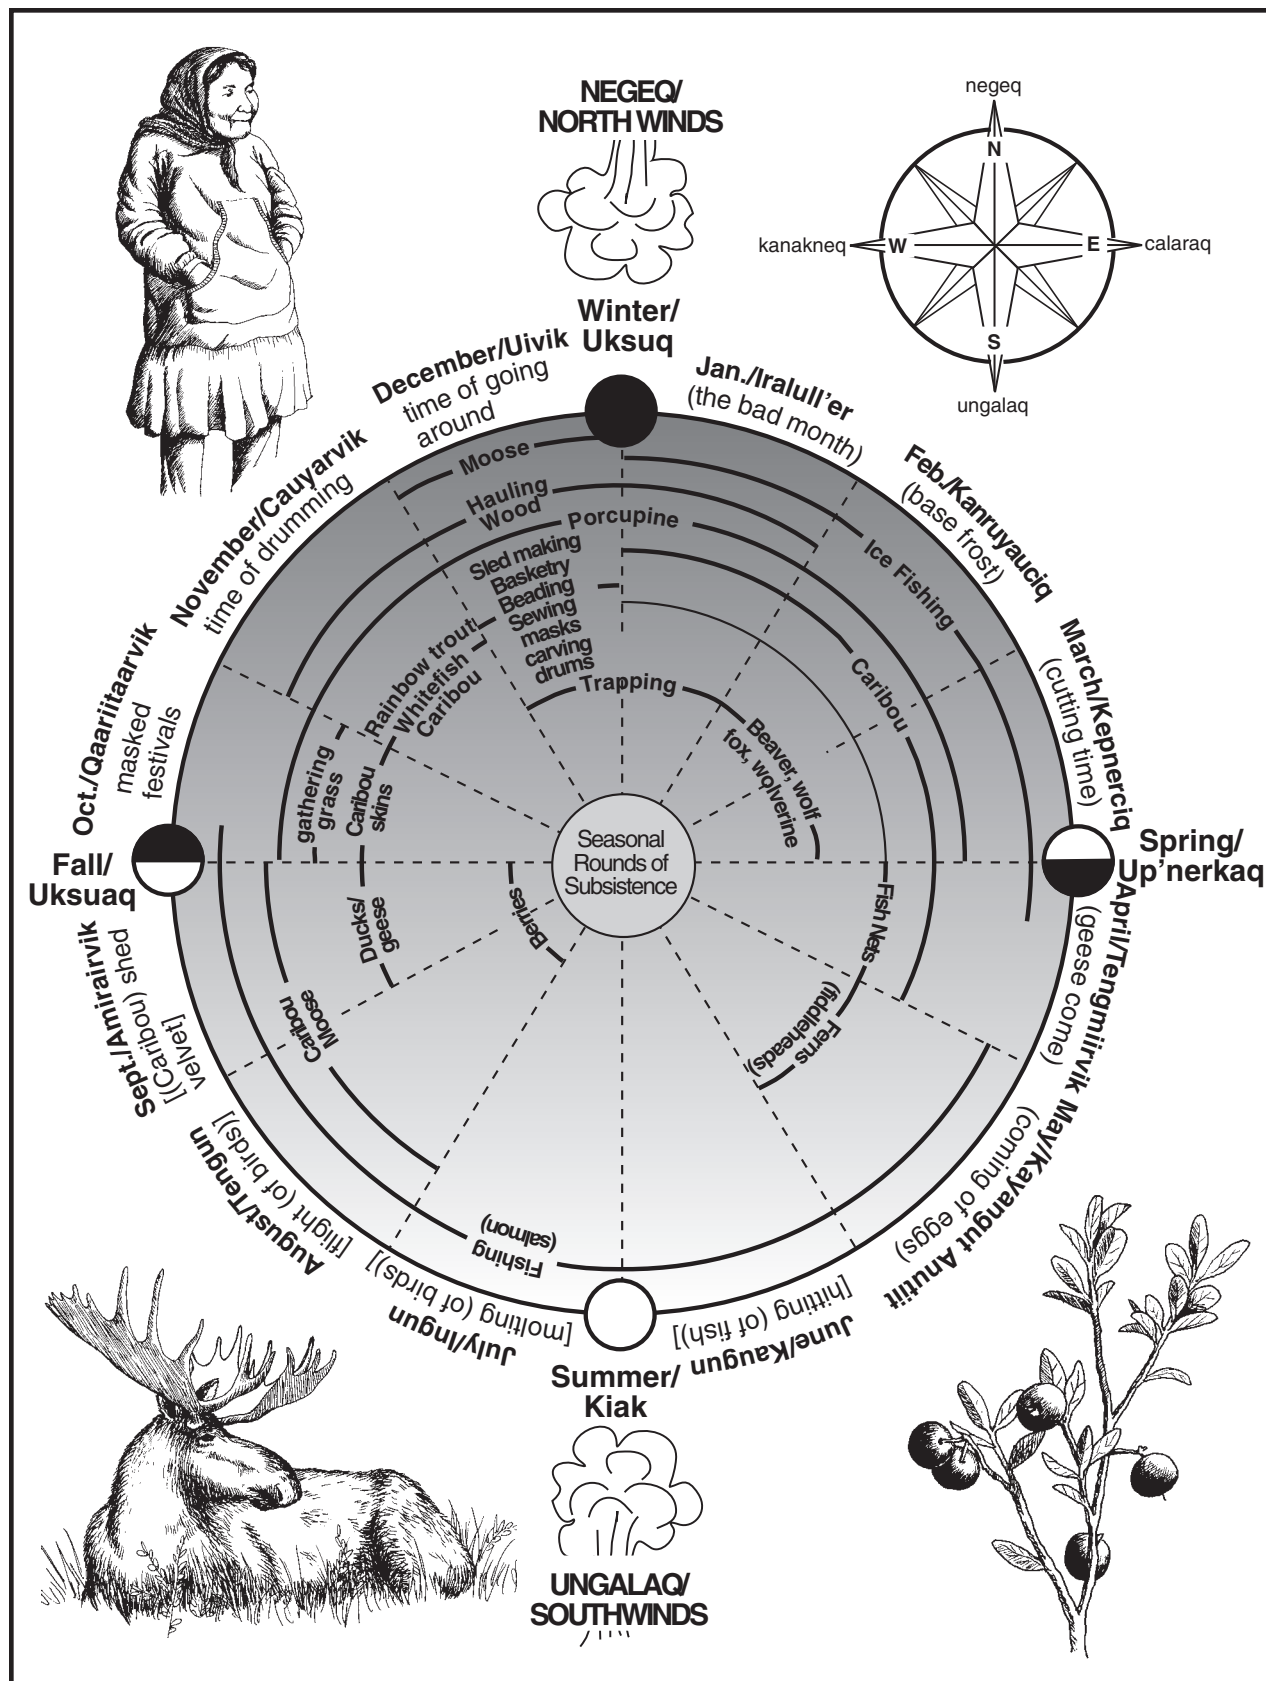 NEGEQ/
NORTH WINDS
negeq
N
kanakneq
W
E
calaraq
S
ungalaq
Winter/
Uksuq
December/Uivik
time of going
around
Jan./Iralull'er
(the bad month)
Feb./Kanruyauciq
(base frost)
March/Kepnerciq
(cutting time)
Spring/
Up'nerkaq
April/Tengmiirvik
(geese come)
May/Kayangut Anutiit
(coming of eggs)
June/Kaugun
[hitting (of fish)]
Summer/
Kiak
July/Ingun
[molting (of birds)]
August/Tengun
[flight (of birds)]
Sept./Amirairvik
[(Caribou) shed
velvet]
Fall/
Uksuaq
Oct./Qaariitaarvik
masked
festivals
November/Cauyarvik
time of drumming
Moose
Hauling
Wood
Porcupine
Sled making
Basketry
Beading
Sewing
masks
carving
drums
Trapping
Ice Fishing
Caribou
Beaver, wolf
fox, wolverine
Rainbow trout
Whitefish
Caribou
gathering
grass
Caribou
skins
Seasonal
Rounds of
Subsistence
Ducks/
geese
Berries
Fish Nets
Ferns
(fiddleheads)
Caribou
Moose
Fishing
(salmon)
UNGALAQ/
SOUTHWINDS